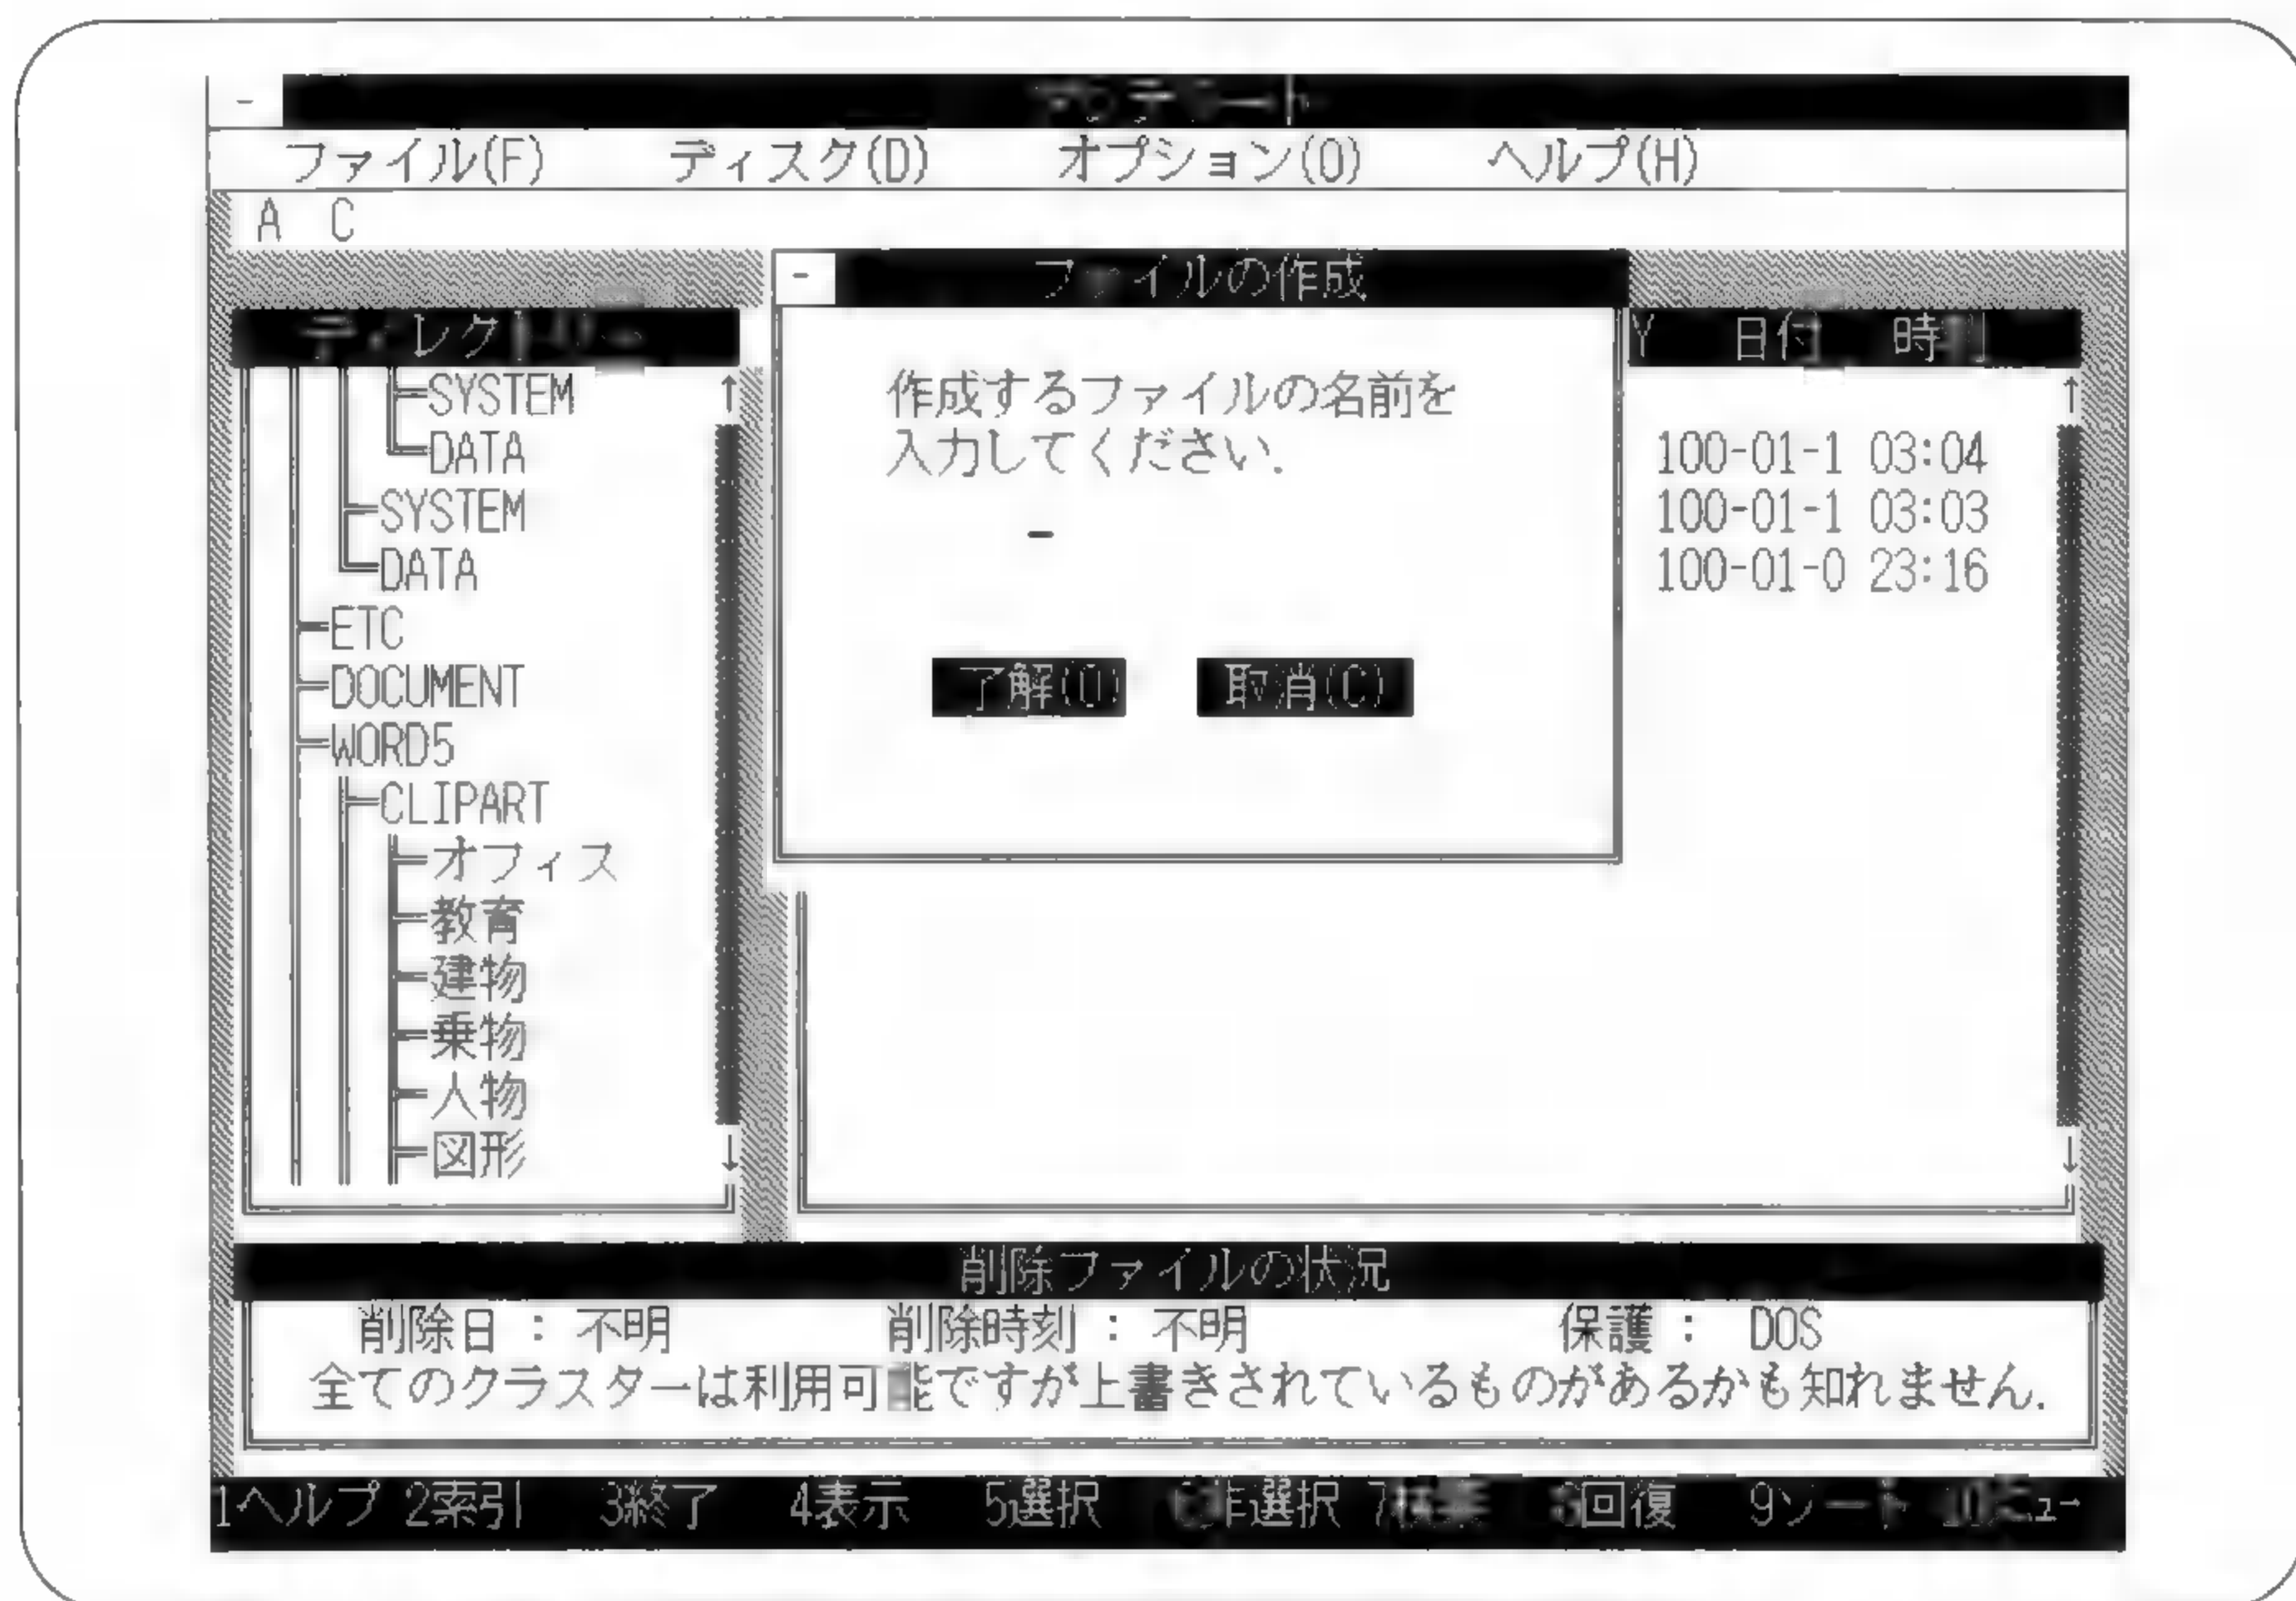 ファイル(F) ディスク(D) オプション(O) ヘルプ(H)
A C
ディレクトリー
SYSTEM
DATA
SYSTEM
DATA
ETC
DOCUMENT
WORD5
CLIPART
オフィス
教育
建物
乗物
人物
図形
ファイルの作成
作成するファイルの名前を
入力してください.
了解(O) 取消(C)
Y 日付 時刻
100-01-1 03:04
100-01-1 03:03
100-01-0 23:16
削除ファイルの状況
削除日 : 不明 削除時刻 : 不明 保護 : DOS
全てのクラスターは利用可能ですが上書きされているものがあるかも知れません.
1ヘルプ 2索引 3終了 4表示 5選択 6非選択 8回復 9ソート